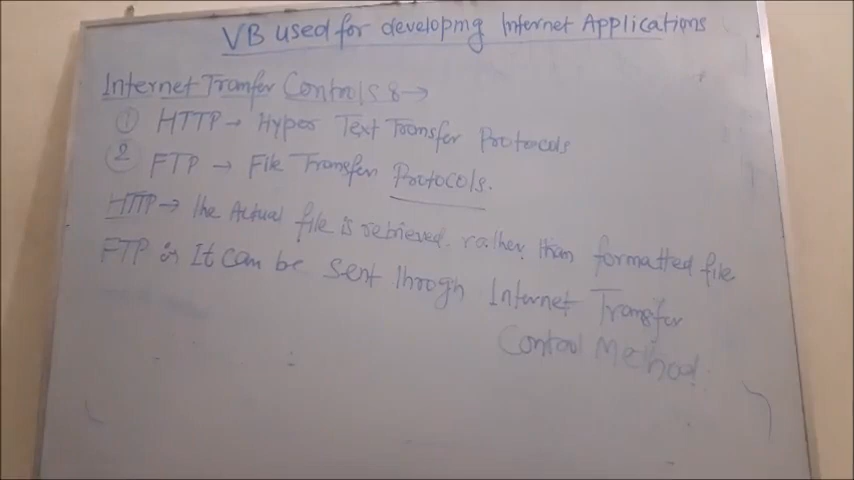 VB used for developing Internet Applications
Internet Tranfer Controls :->
① HTTP → Hyper Text Transfer Protocols
② FTP → File Transfer Protocols.
HTTP → The Actual file is retrieved. rather than formatted file
FTP :- It can be sent throgh Internet Transfer
Control Method.